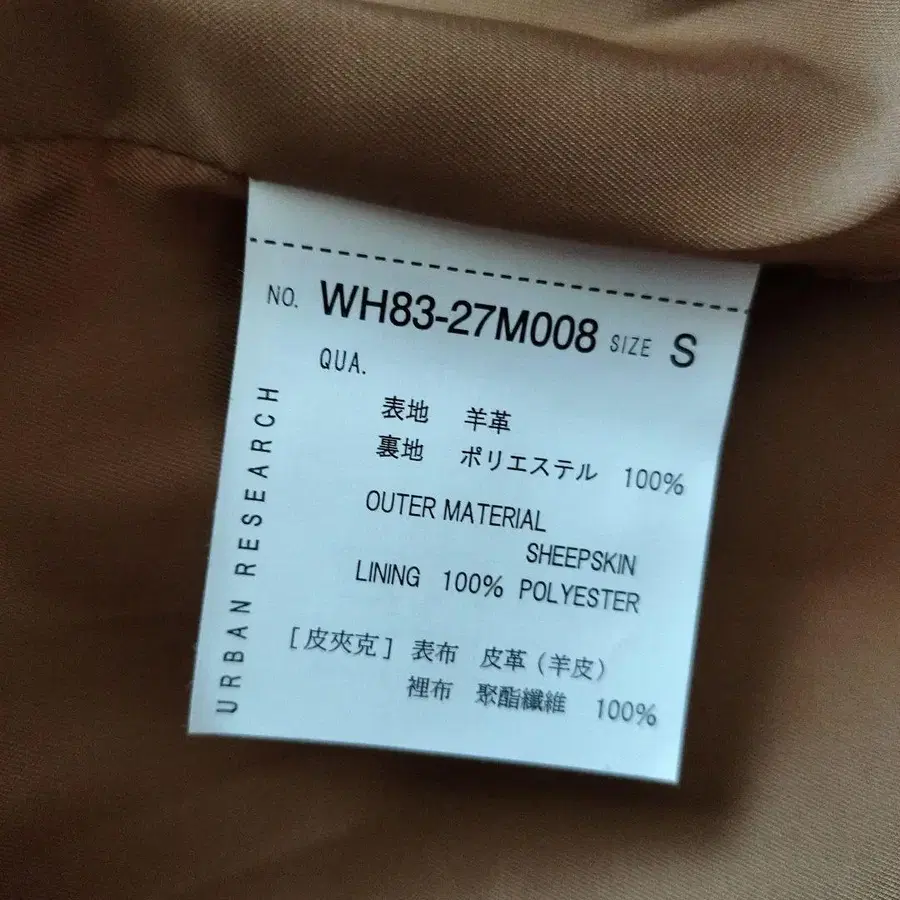 NO. WH83-27M008 SIZE S
QUA.
表地 羊革
裏地 ポリエステル 100%
OUTER MATERIAL
SHEEPSKIN
LINING 100% POLYESTER
[皮夾克] 表布 皮革(羊皮)
裡布 聚酯纖維 100%
URBAN RESEARCH